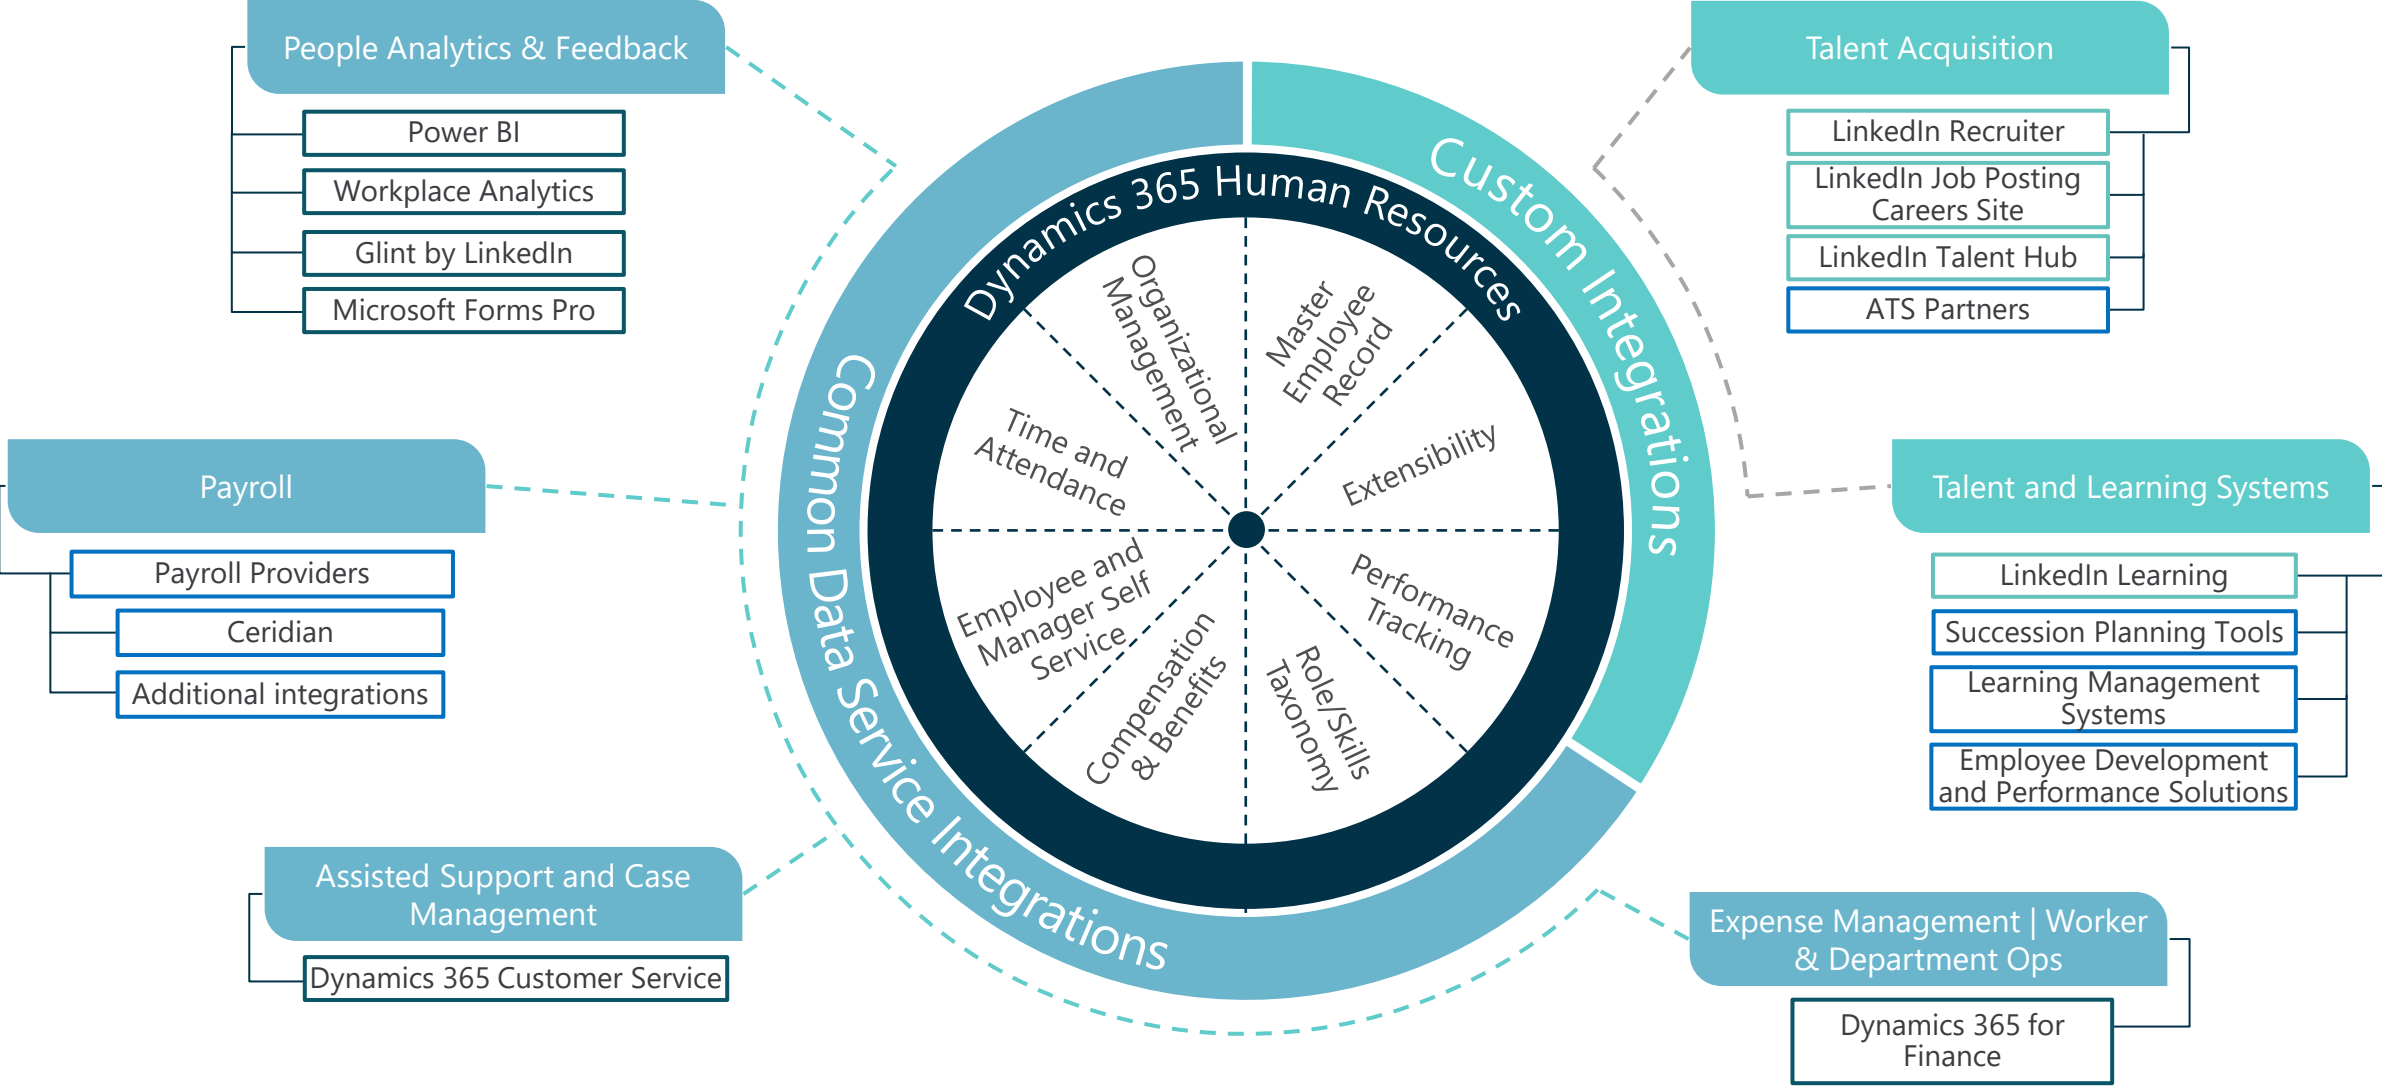 People Analytics & Feedback
Power BI
Workplace Analytics
Glint by LinkedIn
Microsoft Forms Pro
Payroll
Payroll Providers
Ceridian
Additional integrations
Assisted Support and Case
Management
Dynamics 365 Customer Service
Common Data Service Integrations
Custom Integrations
Dynamics 365 Human Resources
Organizational
Management
Master
Employee
Record
Time and
Attendance
Extensibility
Employee and
Manager Self
Service
Performance
Tracking
Compensation
& Benefits
Role/Skills
Taxonomy
Talent Acquisition
LinkedIn Recruiter
LinkedIn Job Posting
Careers Site
LinkedIn Talent Hub
ATS Partners
Talent and Learning Systems
LinkedIn Learning
Succession Planning Tools
Learning Management
Systems
Employee Development
and Performance Solutions
Expense Management | Worker
& Department Ops
Dynamics 365 for
Finance